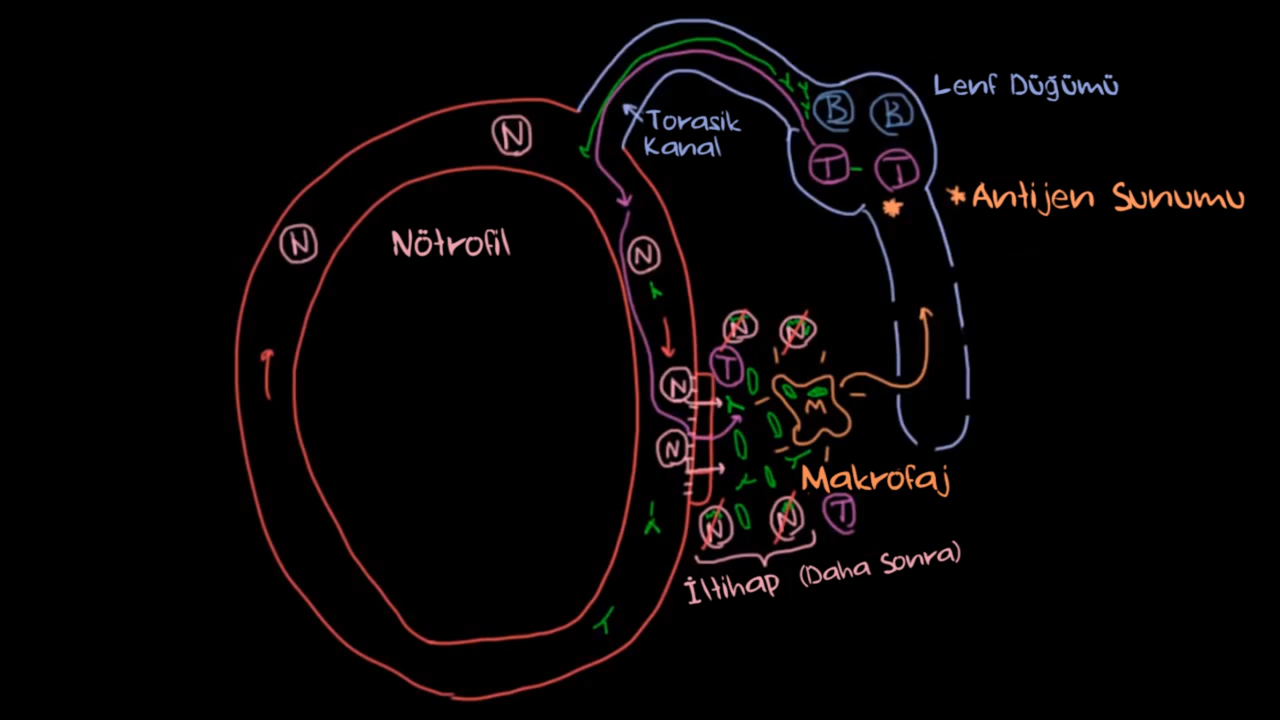 Lenf Düğümü
B
B
Torasik
Kanal
N
T
T
*Antijen Sunumu
*
N
Nötrofil
N
N
N
T
N
M
N
Makrofaj
N
N
T
İltihap (Daha Sonra)